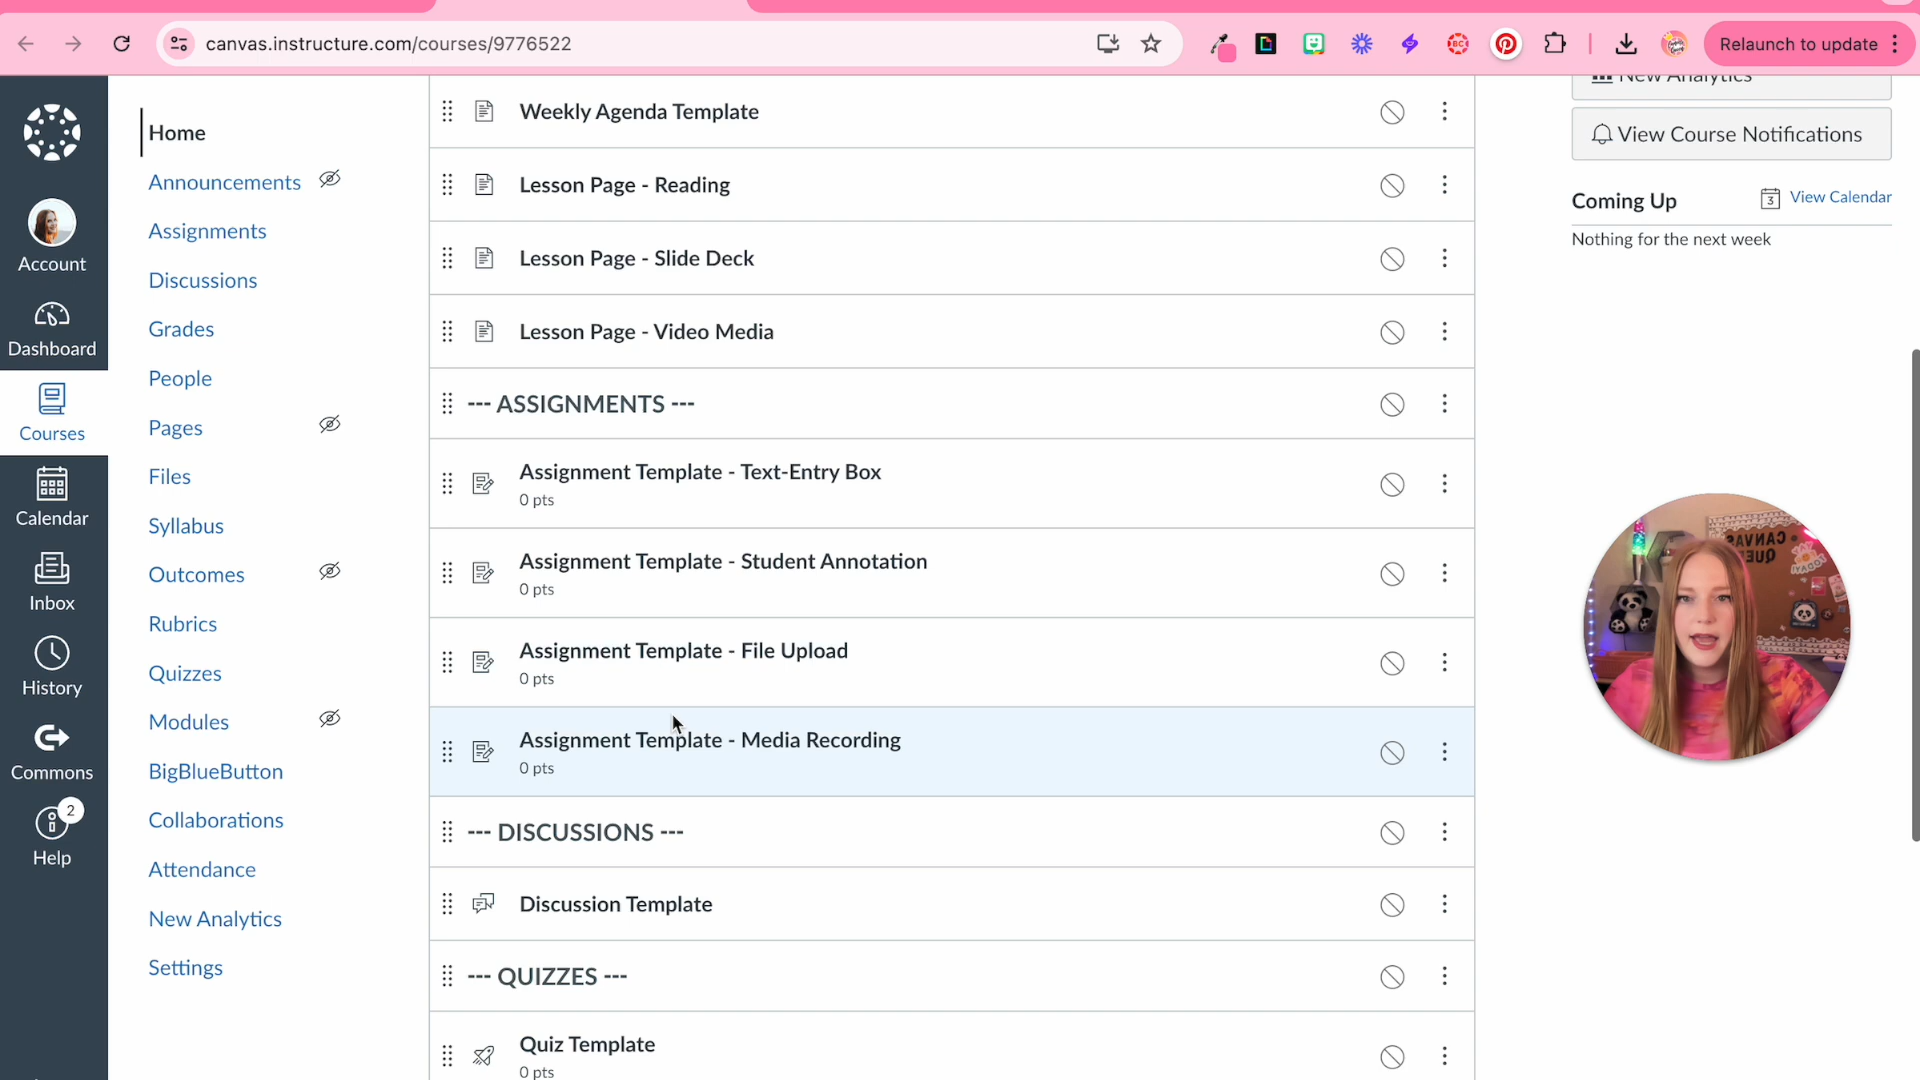 canvas.instructure.com/courses/9776522
Relaunch to update
Account
Dashboard
Courses
Calendar
Inbox
History
Commons
2
Help
Home
Announcements
Assignments
Discussions
Grades
People
Pages
Files
Syllabus
Outcomes
Rubrics
Quizzes
Modules
BigBlueButton
Collaborations
Attendance
New Analytics
Settings
Weekly Agenda Template
Lesson Page - Reading
Lesson Page - Slide Deck
Lesson Page - Video Media
--- ASSIGNMENTS ---
Assignment Template - Text-Entry Box
0 pts
Assignment Template - Student Annotation
0 pts
Assignment Template - File Upload
0 pts
Assignment Template - Media Recording
0 pts
--- DISCUSSIONS ---
Discussion Template
--- QUIZZES ---
Quiz Template
0 pts
New Analytics
View Course Notifications
Coming Up
3 View Calendar
Nothing for the next week
CANVAS
QUEEN